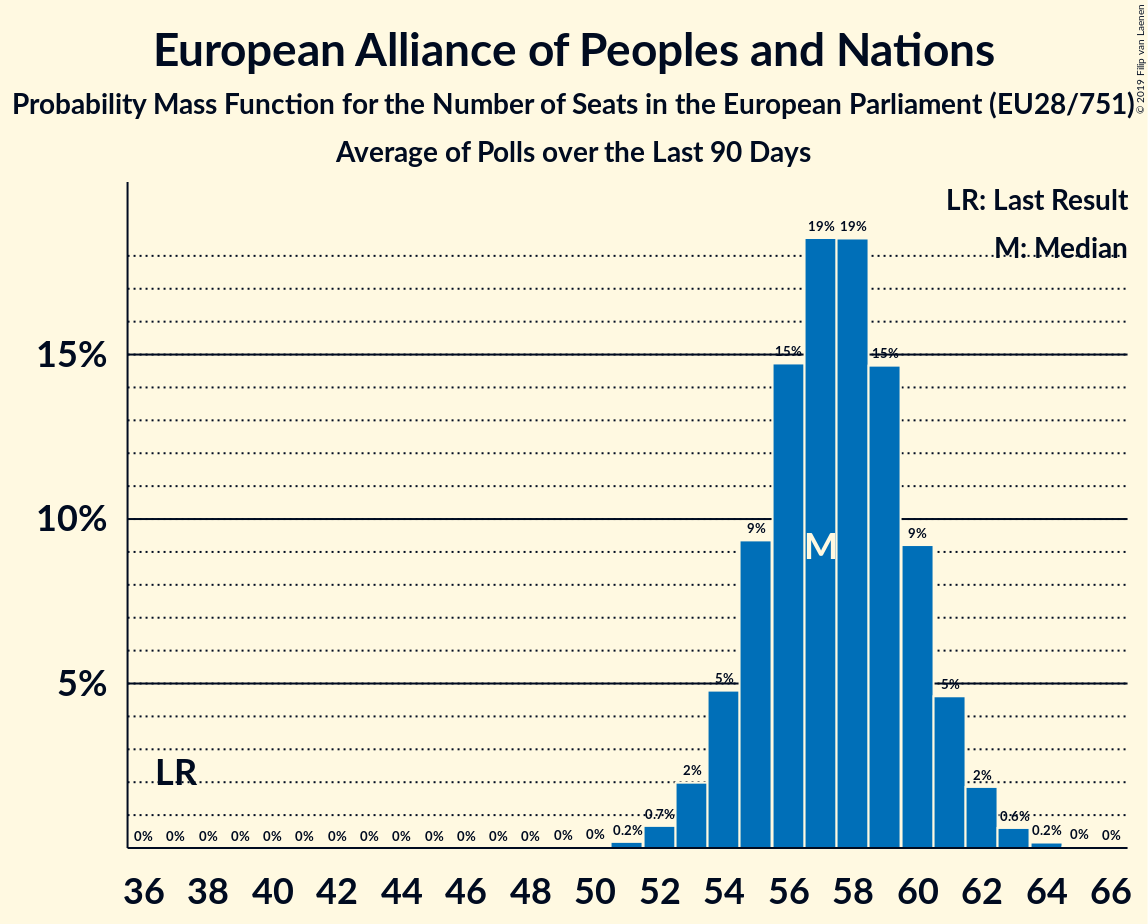 European Alliance of Peoples and Nations
Probability Mass Function for the Number of Seats in the European Parliament (EU28/751)
Average of Polls over the Last 90 Days
© 2019 Filip van Laenen
LR: Last Result
M: Median
19% 19%
15%
15% 15%
10%
9% M 9%
5%
5% 5%
LR
2% 2%
0% 0% 0% 0% 0% 0% 0% 0% 0% 0% 0% 0% 0% 0% 0% 0.2% 0.7% 0.6% 0.2% 0% 0%
36 38 40 42 44 46 48 50 52 54 56 58 60 62 64 66